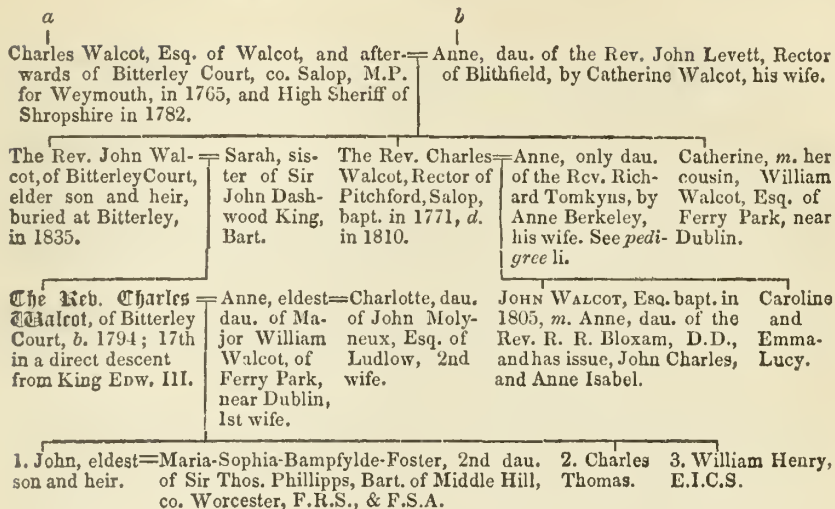 a b
Charles Walcot, Esq. of Walcot, and after-
wards of Bitterley Court, co. Salop, M.P.
for Weymouth, in 1765, and High Sheriff of
Shropshire in 1782.
Anne, dau. of the Rev. John Levett, Rector
of Blithfield, by Catherine Walcot, his wife.
The Rev. John Wal-
cot, of Bitterley Court,
elder son and heir,
buried at Bitterley,
in 1835.
Sarah, sis-
ter of Sir
John Dash-
wood King,
Bart.
The Rev. Charles
Walcot, Rector of
Pitchford, Salop,
bapt. in 1771, d.
in 1810.
Anne, only dau.
of the Rev. Rich-
ard Tomkyns, by
Anne Berkeley,
his wife. See pedi-
gree li.
Catherine, m. her
cousin, William
Walcot, Esq. of
Ferry Park, near
Dublin.
The Rev. Charles
Walcot, of Bitterley
Court, b. 1794; 17th
in a direct descent
from King Edw. III.
Anne, eldest
dau. of Ma-
jor William
Walcot, of
Ferry Park,
near Dublin,
1st wife.
Charlotte, dau.
of John Moly-
neux, Esq. of
Ludlow, 2nd
wife.
John Walcot, Esq. bapt. in
1805, m. Anne, dau. of the
Rev. R. R. Bloxam, D.D.,
and has issue, John Charles,
and Anne Isabel.
Caroline
and
Emma-
Lucy.
1. John, eldest
son and heir.
Maria-Sophia-Bampfylde-Foster, 2nd dau.
of Sir Thos. Phillipps, Bart. of Middle Hill,
co. Worcester, F.R.S., & F.S.A.
2. Charles
Thomas.
3. William Henry,
E.I.C.S.